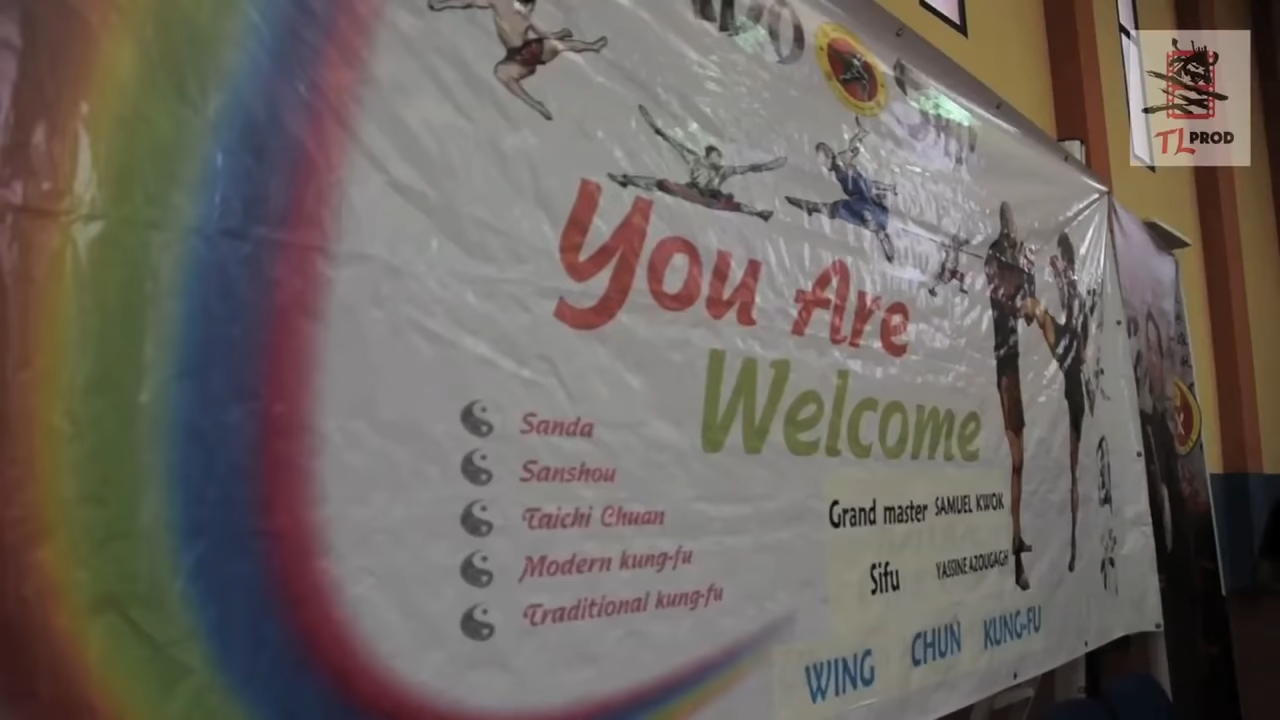 TL PROD
You Are
Welcome
Sanda
Sanshou
Taichi Chuan
Modern kung-fu
Traditional kung-fu
Grand master SAMUEL KWOK
Sifu YASSINE AZOUGAGH
WING CHUN KUNG-FU